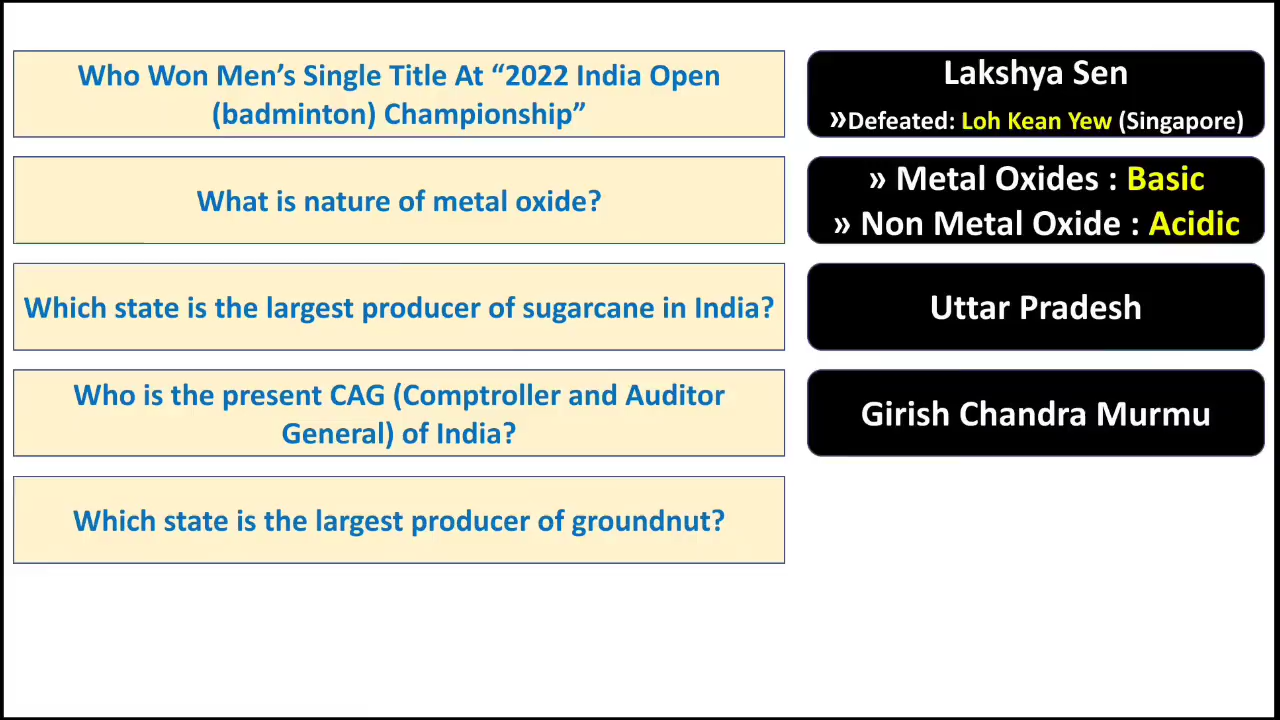 Who Won Men’s Single Title At “2022 India Open
(badminton) Championship”
Lakshya Sen
»Defeated: Loh Kean Yew (Singapore)
What is nature of metal oxide?
» Metal Oxides : Basic
» Non Metal Oxide : Acidic
Which state is the largest producer of sugarcane in India?
Uttar Pradesh
Who is the present CAG (Comptroller and Auditor
General) of India?
Girish Chandra Murmu
Which state is the largest producer of groundnut?